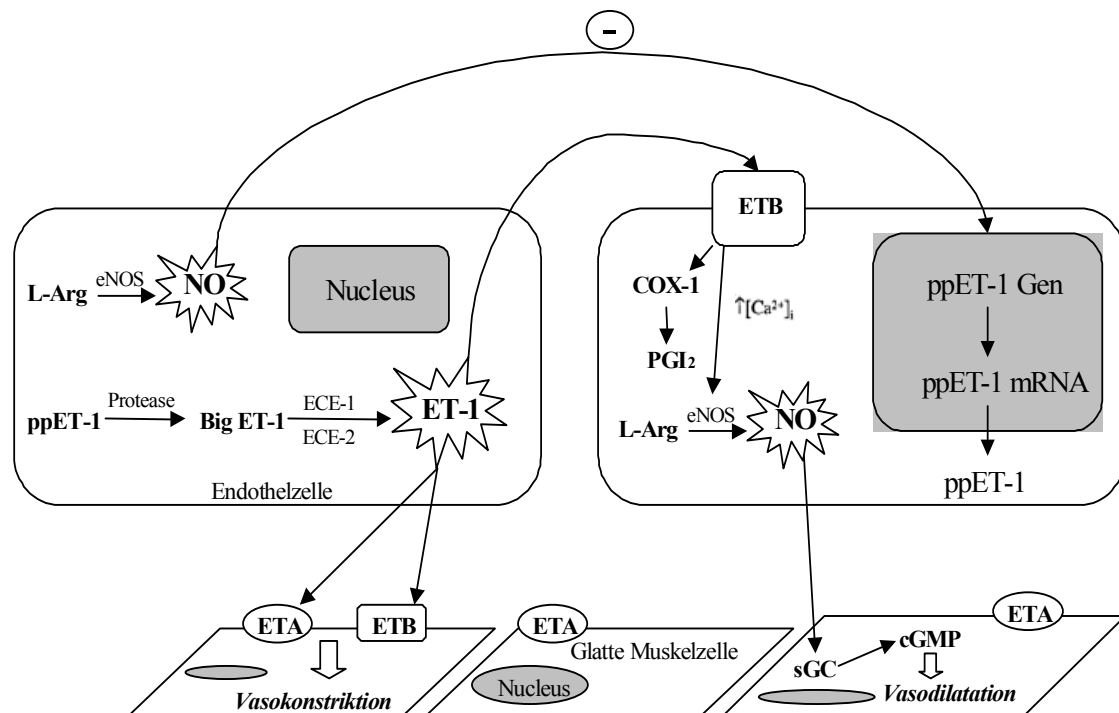 –
ETB
eNOS
NO
L-Arg
Nucleus
COX-1
↑[Ca²⁺]ᵢ
PGI₂
ppET-1 Gen
ppET-1 mRNA
ppET-1
Protease
ppET-1
Big ET-1
ECE-1
ECE-2
ET-1
L-Arg
eNOS
NO
Endothelzelle
ETA
ETB
Vasokonstriktion
ETA
Glatte Muskelzelle
Nucleus
ETA
sGC
cGMP
Vasodilatation